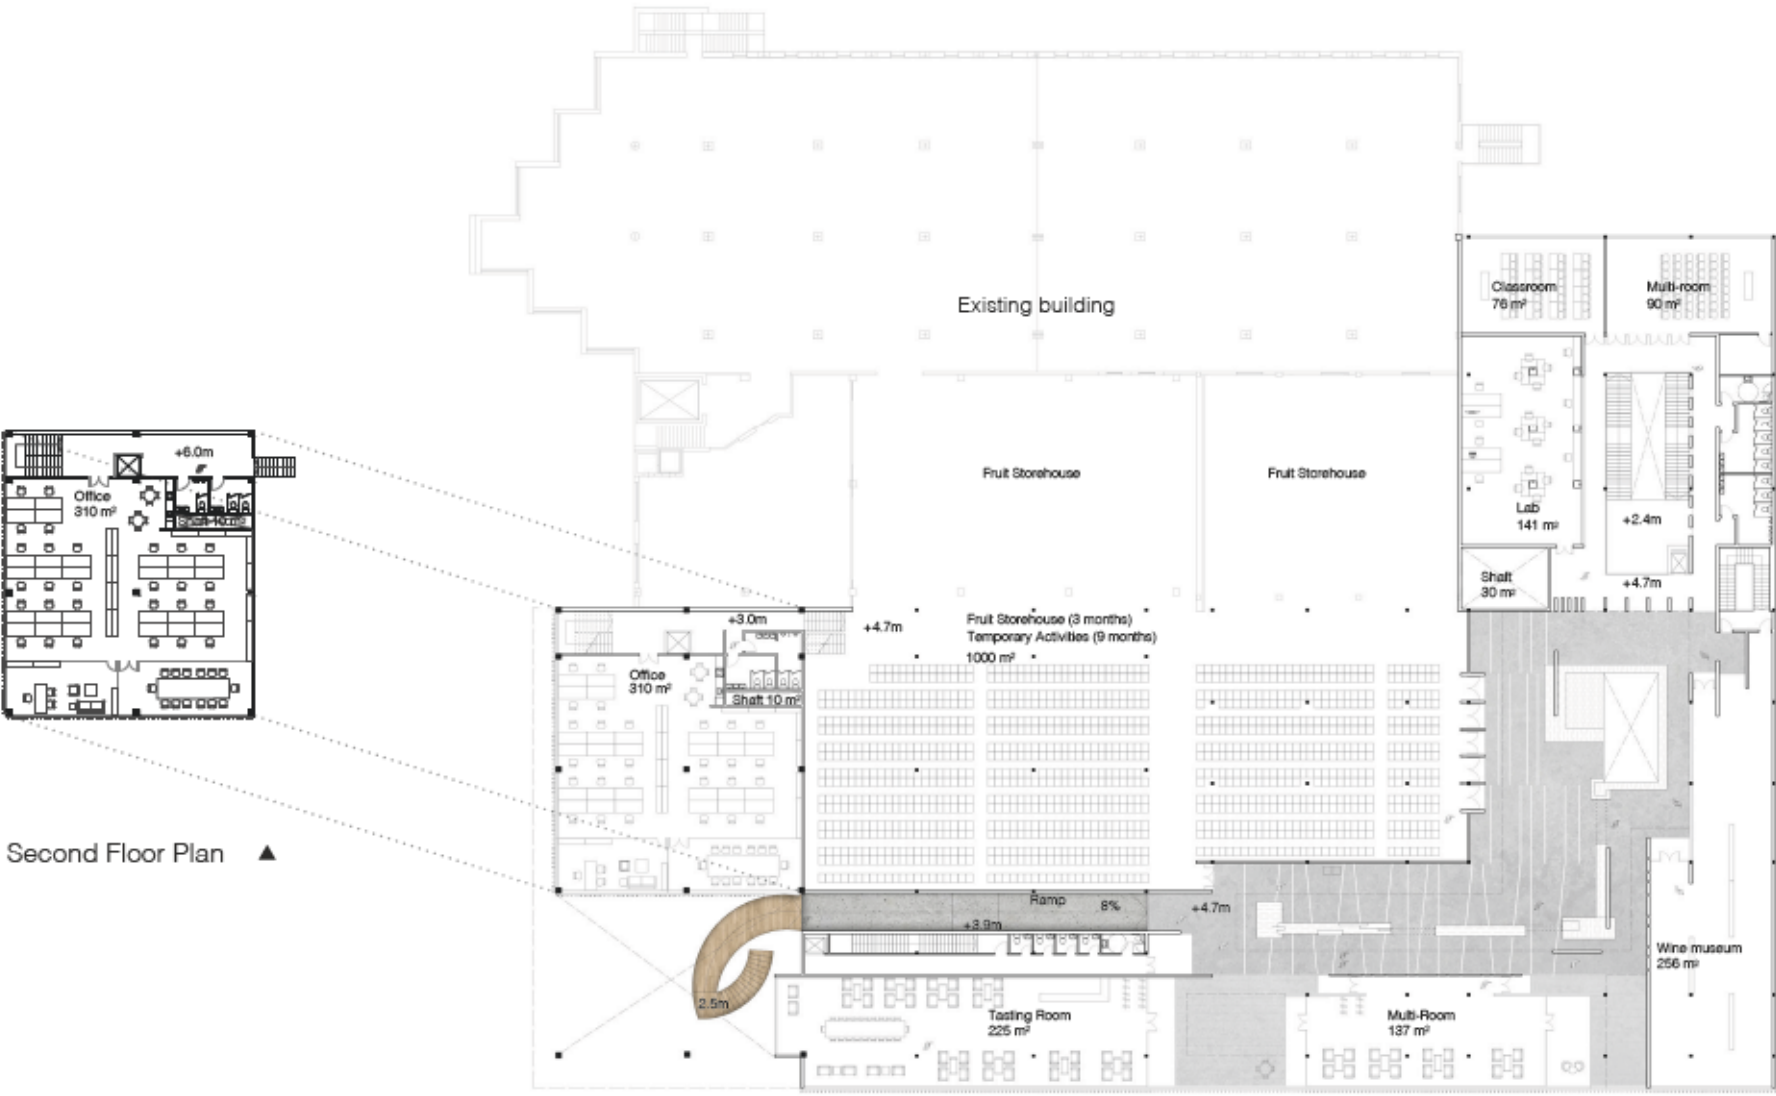 Existing building
Classroom
76 m²
Multi-room
90 m²
+6.0m
Office
310 m²
Shaft 10 m²
Fruit Storehouse
Fruit Storehouse
Lab
141 m²
+2.4m
Shaft
30 m²
+4.7m
+3.0m
+4.7m
Fruit Storehouse (3 months)
Temporary Activities (9 months)
1000 m²
Office
310 m²
Shaft 10 m²
Second Floor Plan
Ramp
8%
+4.7m
+3.9m
Wine museum
256 m²
2.5m
Tasting Room
225 m²
Multi-Room
137 m²